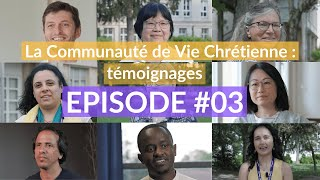 La Communauté de Vie Chrétienne :
témoignages
EPISODE #03